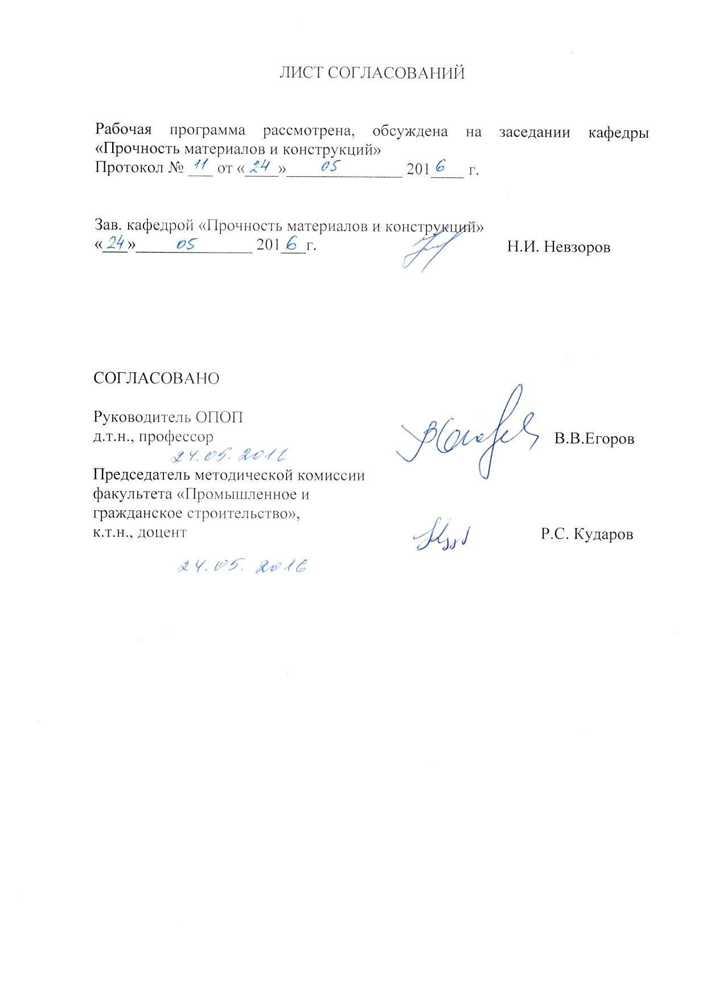 ЛИСТ СОГЛАСОВАНИЙ
Рабочая программа рассмотрена, обсуждена на заседании кафедры
«Прочность материалов и конструкций»
Протокол № 11 от «24» 05 2016 г.
Зав. кафедрой «Прочность материалов и конструкций»
«24» 05 2016 г. Н.И. Невзоров
СОГЛАСОВАНО
Руководитель ОПОП
д.т.н., профессор В.В.Егоров
24.05.2016
Председатель методической комиссии
факультета «Промышленное и
гражданское строительство»,
к.т.н., доцент Р.С. Кударов
24.05.2016